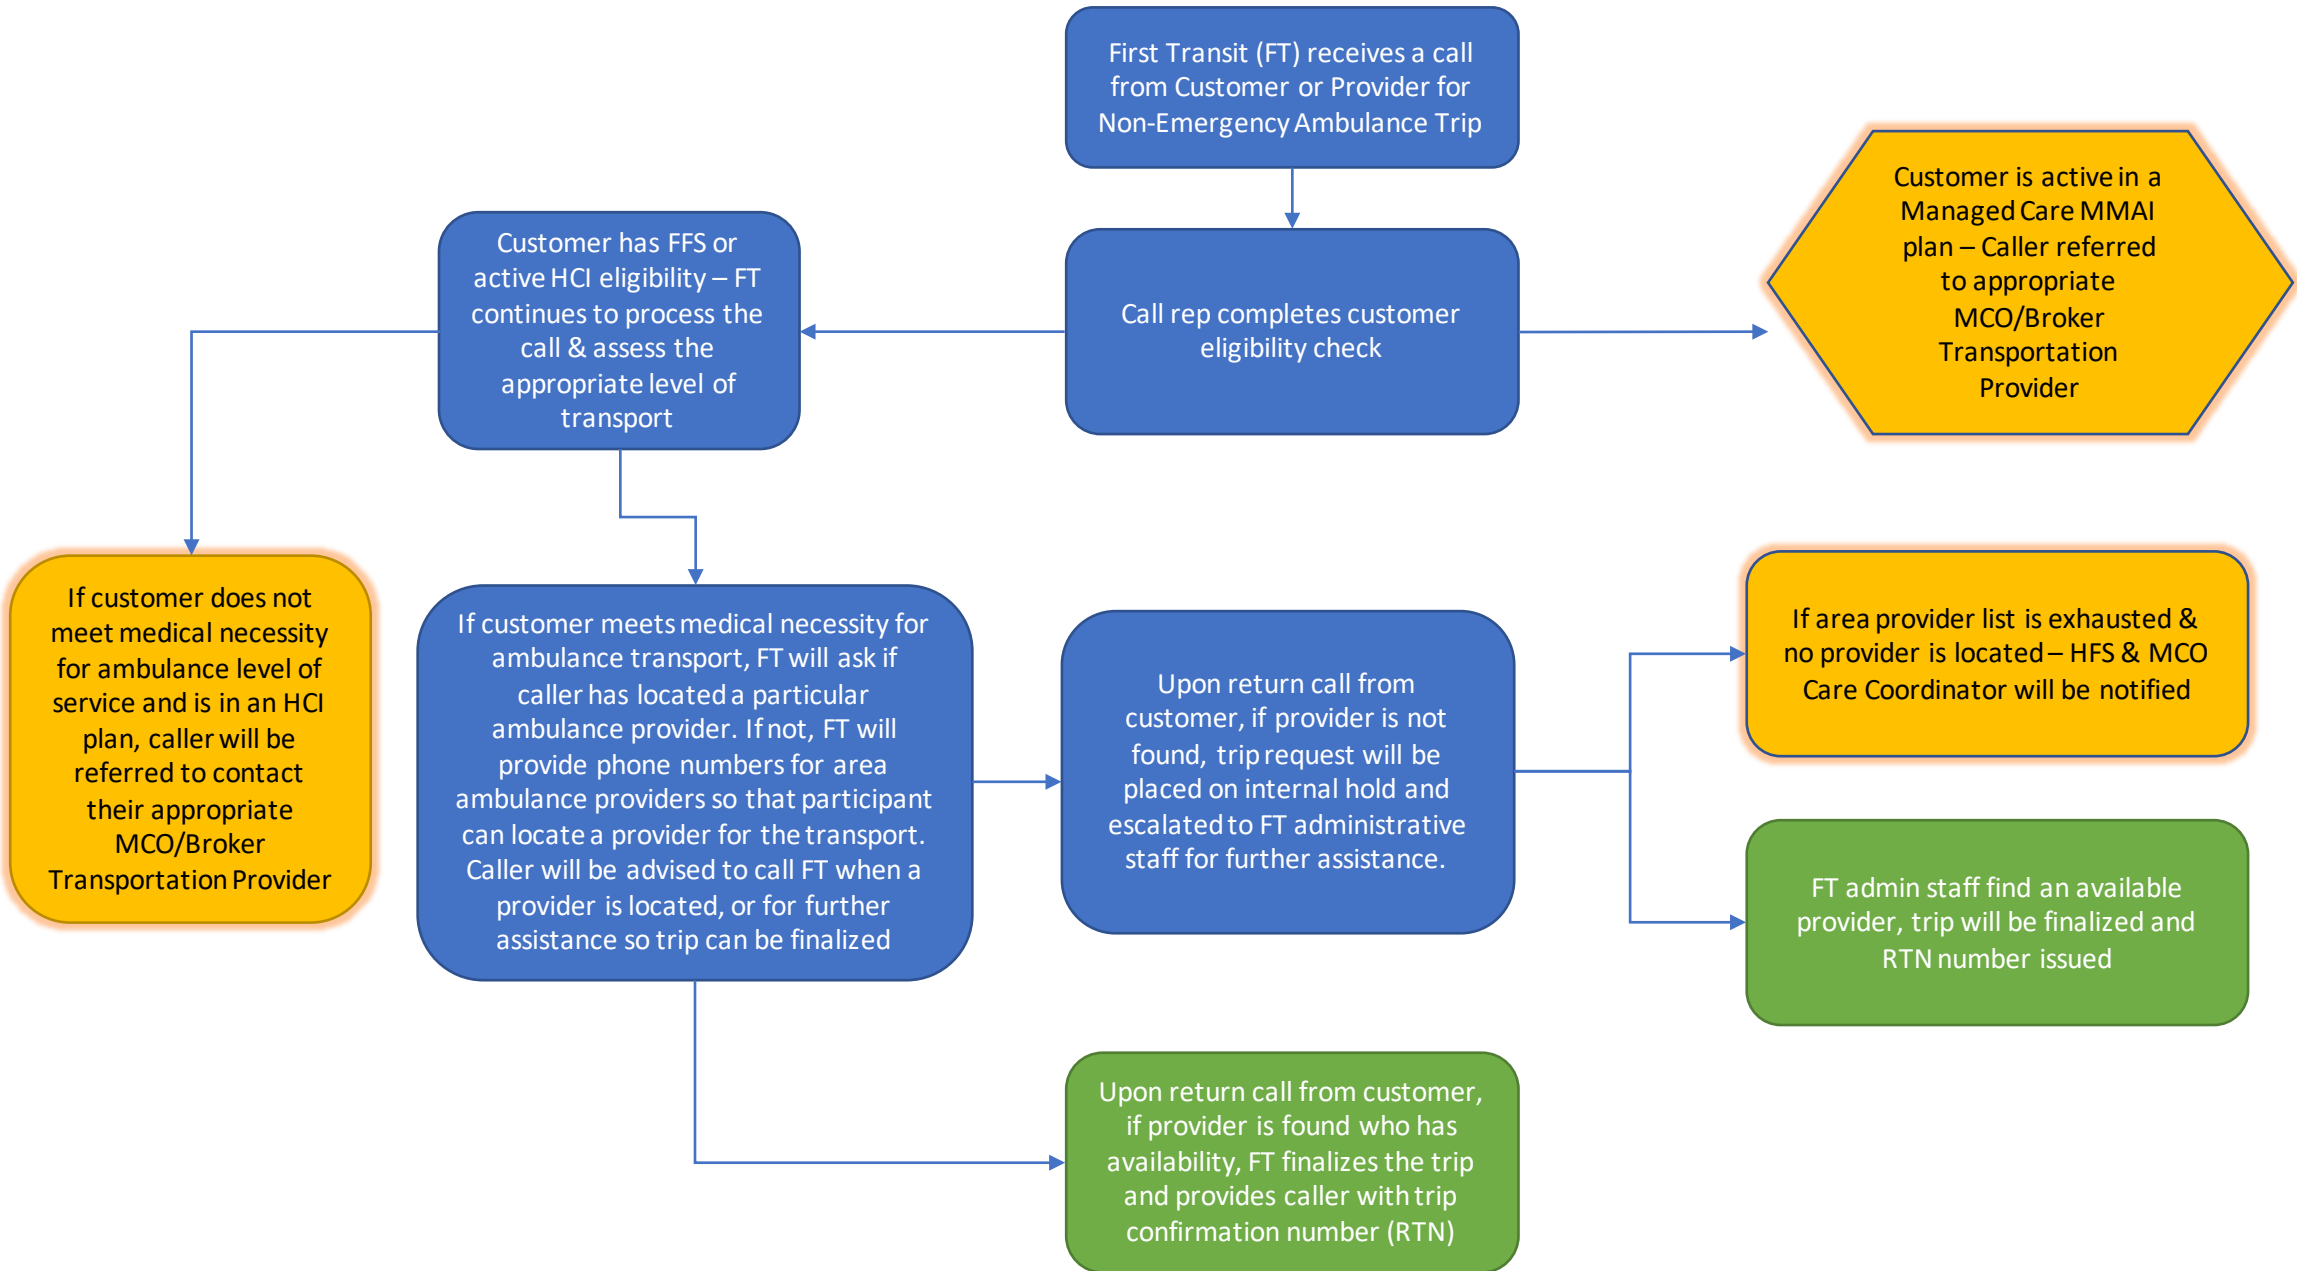 First Transit (FT) receives a call
from Customer or Provider for
Non-Emergency Ambulance Trip
Customer has FFS or
active HCI eligibility – FT
continues to process the
call & assess the
appropriate level of
transport
Call rep completes customer
eligibility check
Customer is active in a
Managed Care MMAI
plan – Caller referred
to appropriate
MCO/Broker
Transportation
Provider
If customer does not
meet medical necessity
for ambulance level of
service and is in an HCI
plan, caller will be
referred to contact
their appropriate
MCO/Broker
Transportation Provider
If customer meets medical necessity for
ambulance transport, FT will ask if
caller has located a particular
ambulance provider. If not, FT will
provide phone numbers for area
ambulance providers so that participant
can locate a provider for the transport.
Caller will be advised to call FT when a
provider is located, or for further
assistance so trip can be finalized
Upon return call from
customer, if provider is not
found, trip request will be
placed on internal hold and
escalated to FT administrative
staff for further assistance.
If area provider list is exhausted &
no provider is located – HFS & MCO
Care Coordinator will be notified
FT admin staff find an available
provider, trip will be finalized and
RTN number issued
Upon return call from customer,
if provider is found who has
availability, FT finalizes the trip
and provides caller with trip
confirmation number (RTN)